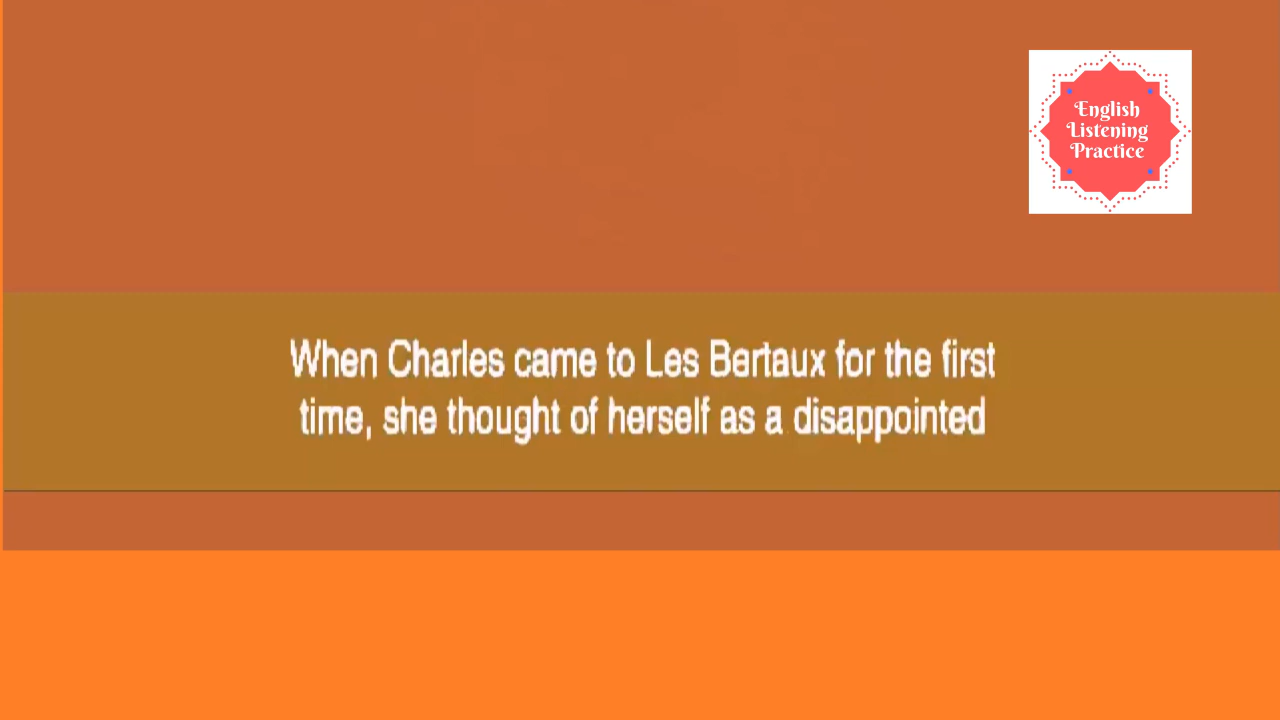 English
Listening
Practice
When Charles came to Les Bertaux for the first
time, she thought of herself as a disappointed